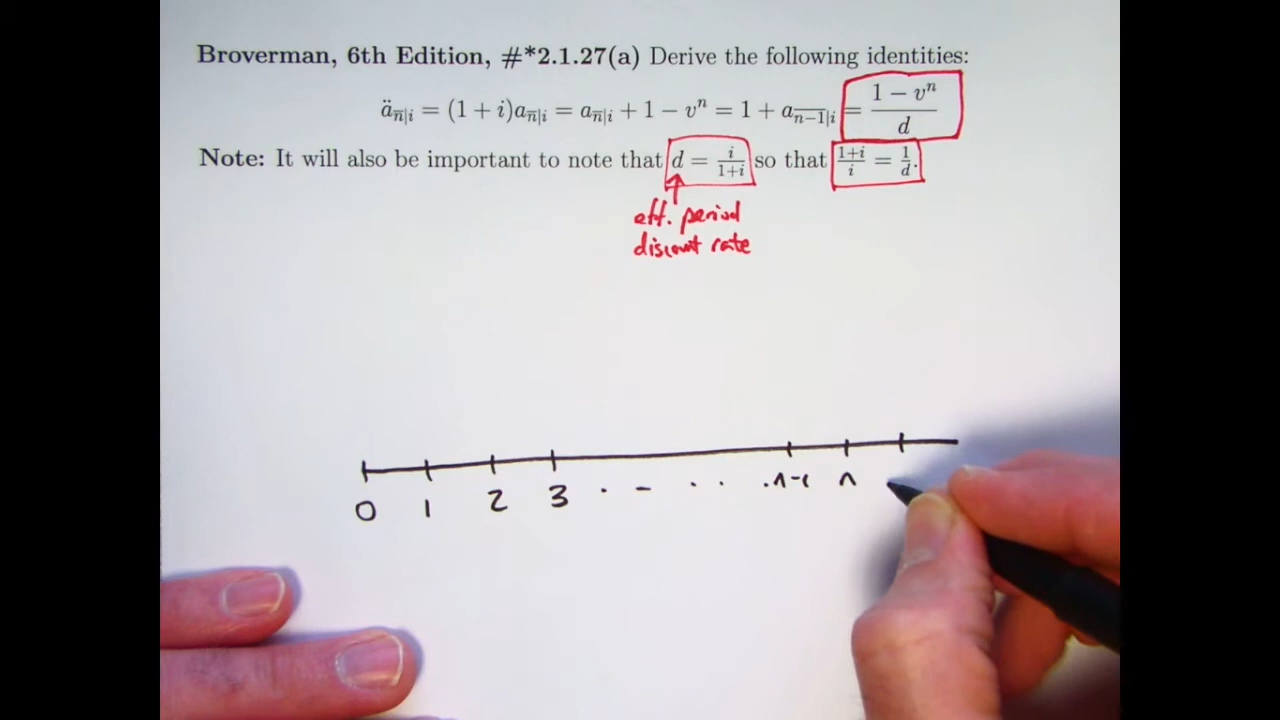 Broverman, 6th Edition, #*2.1.27(a) Derive the following identities:
ä_{n|i} = (1 + i)a_{n|i} = a_{n|i} + 1 − vⁿ = 1 + a_{n−1|i} = (1 − vⁿ)/d
Note: It will also be important to note that d = i/(1+i) so that (1+i)/i = 1/d.
eff. period
discount rate
0 1 2 3 . - . . . n-1 n